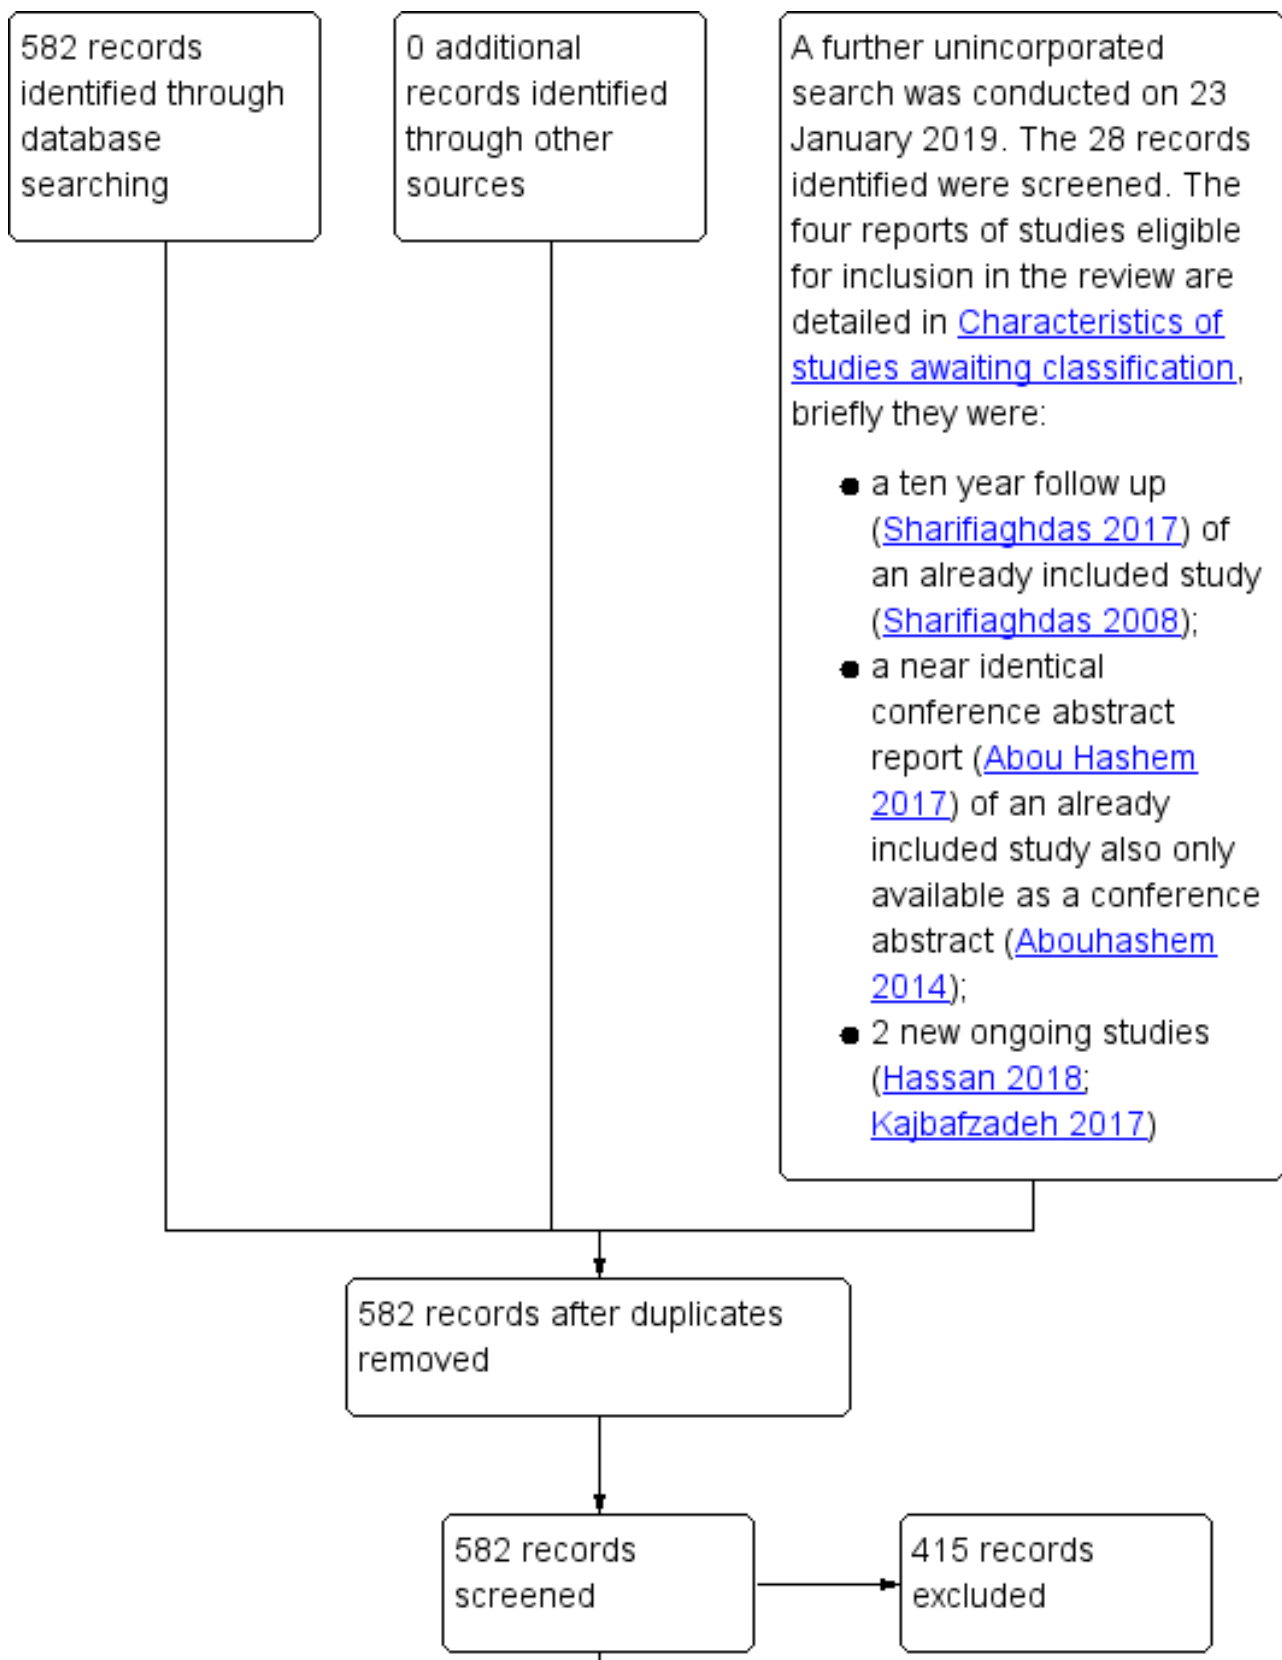 582 records
identified through
database
searching
0 additional
records identified
through other
sources
A further unincorporated
search was conducted on 23
January 2019. The 28 records
identified were screened. The
four reports of studies eligible
for inclusion in the review are
detailed in Characteristics of
studies awaiting classification,
briefly they were:
● a ten year follow up
(Sharifiaghdas 2017) of
an already included study
(Sharifiaghdas 2008);
● a near identical
conference abstract
report (Abou Hashem
2017) of an already
included study also only
available as a conference
abstract (Abouhashem
2014);
● 2 new ongoing studies
(Hassan 2018;
Kajbafzadeh 2017)
582 records after duplicates
removed
582 records
screened
415 records
excluded